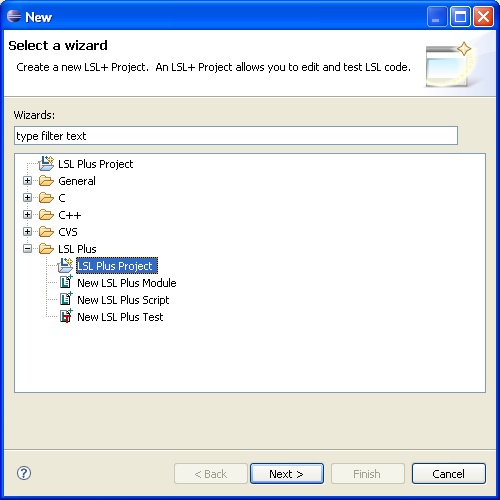 New
Select a wizard
Create a new LSL+ Project. An LSL+ Project allows you to edit and test LSL code.
Wizards:
type filter text
LSL Plus Project
General
C
C++
CVS
LSL Plus
LSL Plus Project
New LSL Plus Module
New LSL Plus Script
New LSL Plus Test
? < Back Next > Finish Cancel